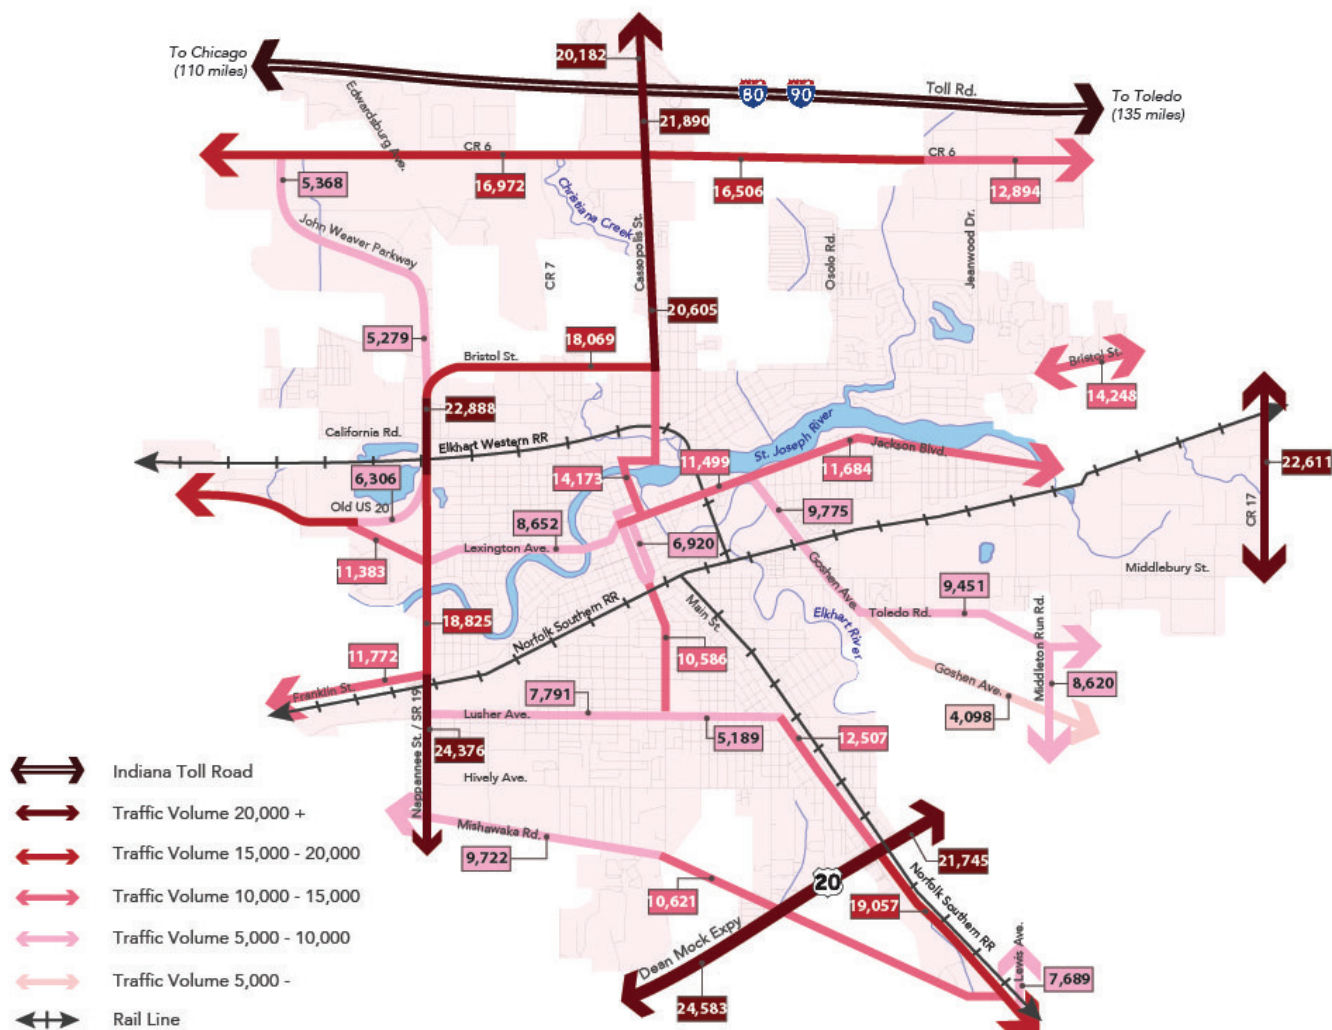 20,182
To Chicago
(110 miles)
Edwardsburg Ave.
80
90
Toll Rd.
To Toledo
(135 miles)
21,890
CR 6
CR 6
5,368
16,972
16,506
12,894
Christiana Creek
John Weaver Parkway
CR 7
Cassopolis St.
Osolo Rd.
Jeanwood Dr.
20,605
5,279
18,069
Bristol St.
Bristol St.
14,248
22,888
California Rd.
Elkhart Western RR
St. Joseph River
6,306
14,173
11,499
11,684
Jackson Blvd.
22,611
CR 17
Old US 20
8,652
9,775
11,383
Lexington Ave.
6,920
Goshen Ave.
Middlebury St.
9,451
18,825
Norfolk Southern RR
Main St.
Elkhart River
Toledo Rd.
Middleton Run Rd.
11,772
10,586
Goshen Ave.
8,620
Franklin St.
7,791
4,098
Nappannee St. / SR 19
Lusher Ave.
5,189
12,507
24,376
Hively Ave.
Mishawaka Rd.
9,722
21,745
20
10,621
19,057
Norfolk Southern RR
Dean Mock Expy
Lewis Ave.
7,689
24,583
Indiana Toll Road
Traffic Volume 20,000 +
Traffic Volume 15,000 - 20,000
Traffic Volume 10,000 - 15,000
Traffic Volume 5,000 - 10,000
Traffic Volume 5,000 -
Rail Line